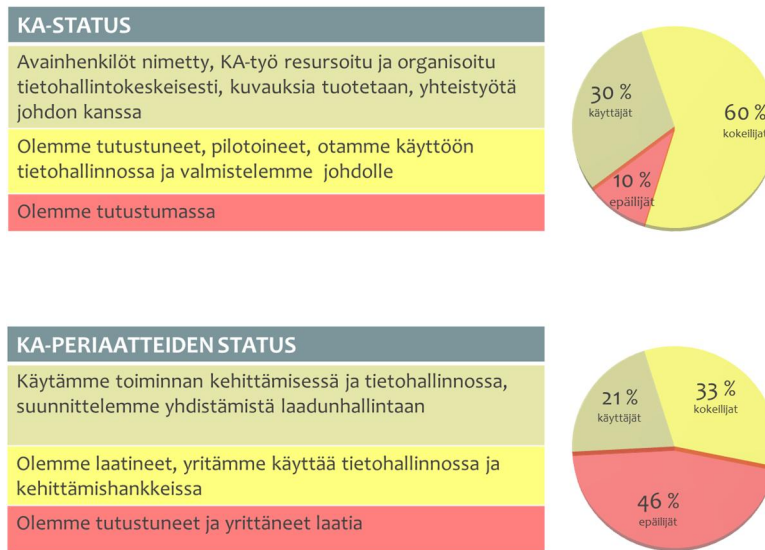 KA-STATUS
Avainhenkilöt nimetty, KA-työ resursoitu ja organisoitu
tietohallintokeskeisesti, kuvauksia tuotetaan, yhteistyötä
johdon kanssa
Olemme tutustuneet, pilotoineet, otamme käyttöön
tietohallinnossa ja valmistelemme johdolle
Olemme tutustumassa
30 %
käyttäjät
60 %
kokeilijat
10 %
epäilijät
KA-PERIAATTEIDEN STATUS
Käytämme toiminnan kehittämisessä ja tietohallinnossa,
suunnittelemme yhdistämistä laadunhallintaan
Olemme laatineet, yritämme käyttää tietohallinnossa ja
kehittämishankkeissa
Olemme tutustuneet ja yrittäneet laatia
21 %
käyttäjät
33 %
kokeilijat
46 %
epäilijät